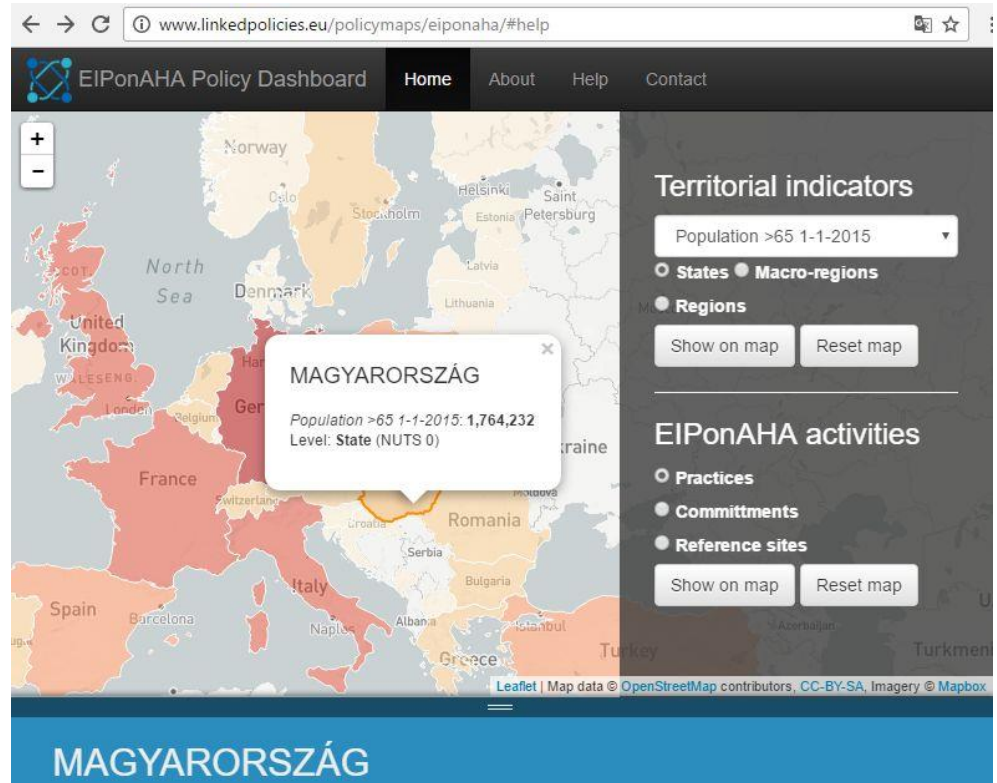 www.linkedpolicies.eu/policymaps/eiponaha/#help
EIPonAHA Policy Dashboard Home About Help Contact
+
−
Norway
Oslo
Helsinki
Saint
Petersburg
Stockholm
Estonia
North
Sea
Latvia
Denmark
Lithuania
SCOT.
United
Kingdom
WALES ENG.
London
Belgium
Ger
France
Switzerland
Croatia
Moldova
kraine
Romania
Serbia
Italy
Bulgaria
Spain
Barcelona
Naples
Albania
Istanbul
Greece
Turkey
Azerbaijan
Turkmeni
MAGYARORSZÁG
×
Population >65 1-1-2015: 1,764,232
Level: State (NUTS 0)
Territorial indicators
Population >65 1-1-2015
States Macro-regions
Regions
Show on map Reset map
EIPonAHA activities
Practices
Committments
Reference sites
Show on map Reset map
Leaflet | Map data © OpenStreetMap contributors, CC-BY-SA, Imagery © Mapbox
MAGYARORSZÁG